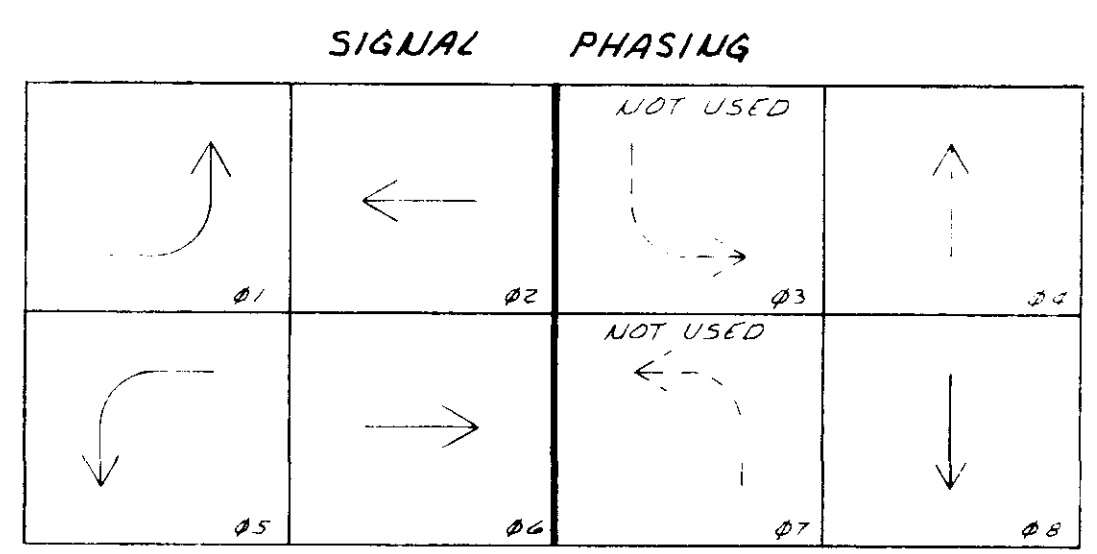 SIGNAL PHASING
NOT USED
Ø1 Ø2 Ø3 Ø4
NOT USED
Ø5 Ø6 Ø7 Ø8